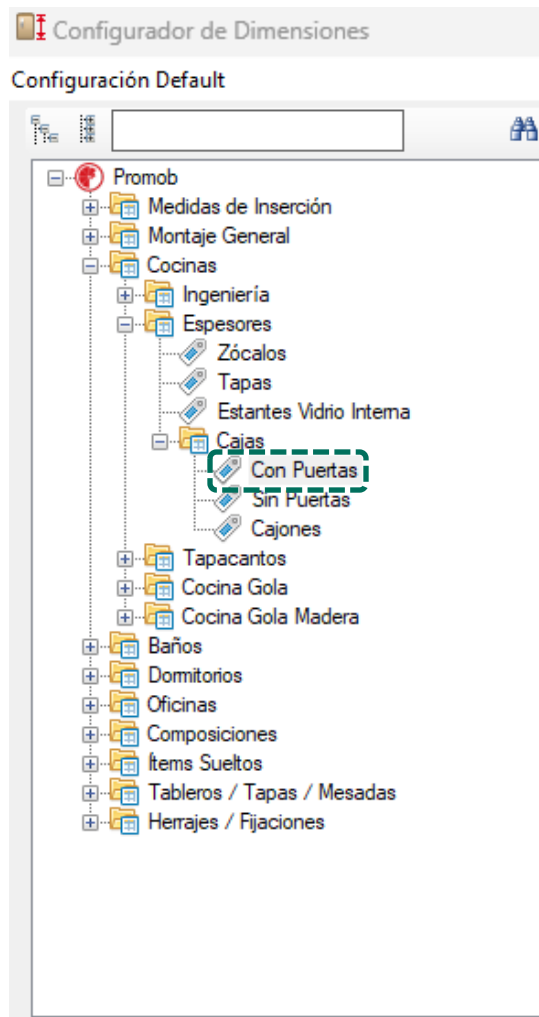 Configurador de Dimensiones
Configuración Default
Promob
Medidas de Inserción
Montaje General
Cocinas
Ingeniería
Espesores
Zócalos
Tapas
Estantes Vidrio Interna
Cajas
Con Puertas
Sin Puertas
Cajones
Tapacantos
Cocina Gola
Cocina Gola Madera
Baños
Dormitorios
Oficinas
Composiciones
Ítems Sueltos
Tableros / Tapas / Mesadas
Herrajes / Fijaciones